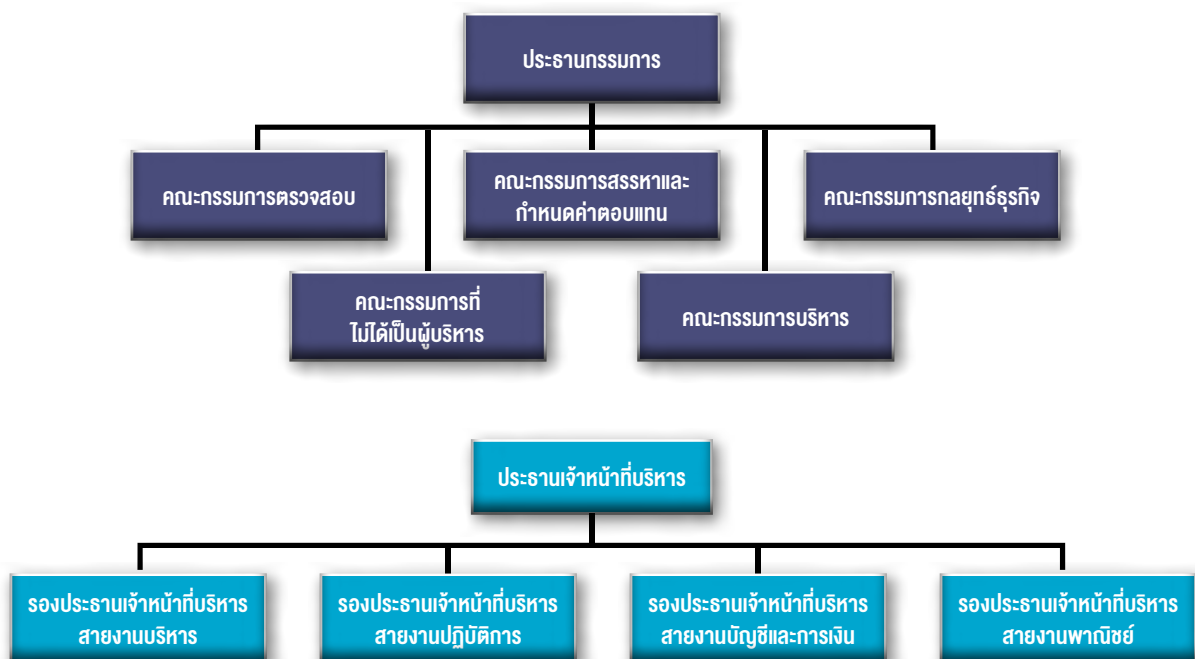 ประธานกรรมการ
คณะกรรมการตรวจสอบ
คณะกรรมการสรรหาและ
กำหนดค่าตอบแทน
คณะกรรมการกลยุทธ์ธุรกิจ
คณะกรรมการที่
ไม่ได้เป็นผู้บริหาร
คณะกรรมการบริหาร
ประธานเจ้าหน้าที่บริหาร
รองประธานเจ้าหน้าที่บริหาร
สายงานบริหาร
รองประธานเจ้าหน้าที่บริหาร
สายงานปฏิบัติการ
รองประธานเจ้าหน้าที่บริหาร
สายงานบัญชีและการเงิน
รองประธานเจ้าหน้าที่บริหาร
สายงานพาณิชย์